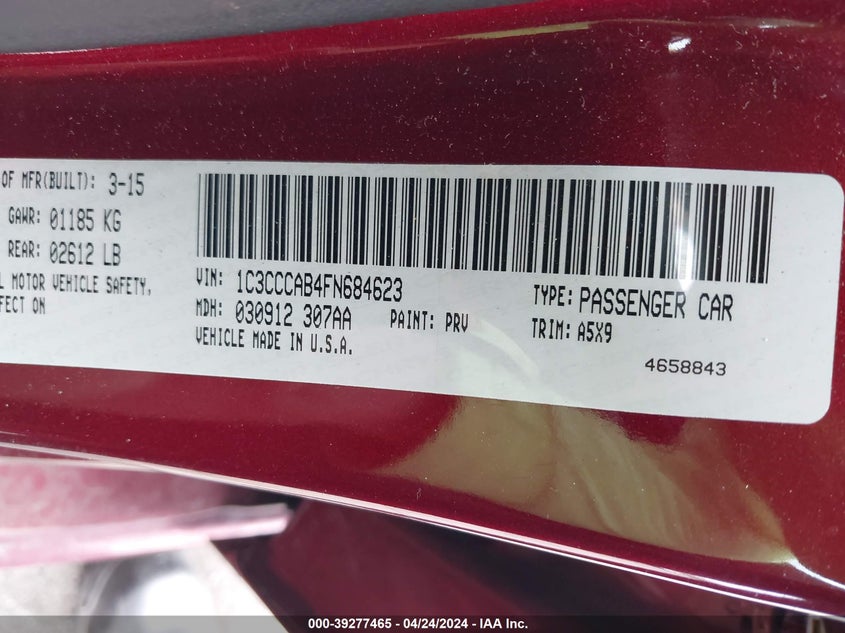 OF MFR(BUILT): 3-15
GAWR: 01185 KG
REAR: 02612 LB
MOTOR VEHICLE SAFETY,
ON
VIN: 1C3CCCAB4FN684623
TYPE: PASSENGER CAR
MDH: 030912 307AA
PAINT: PRV
TRIM: A5X9
VEHICLE MADE IN U.S.A.
4658843
000-39277465 - 04/24/2024 - IAA Inc.